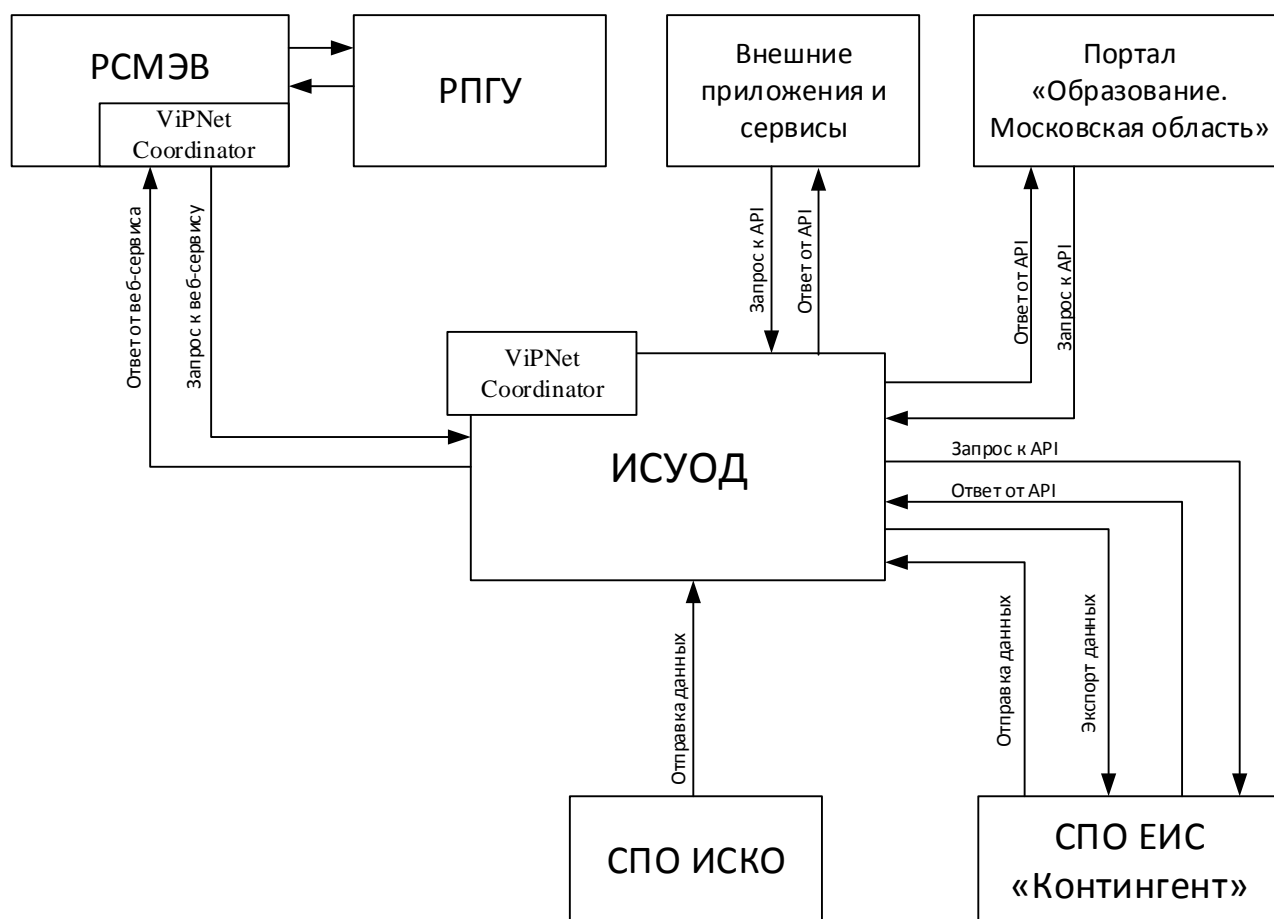 РСМЭВ
ViPNet
Coordinator
РПГУ
Внешние
приложения и
сервисы
Портал
«Образование.
Московская область»
Ответ от веб-сервиса
Запрос к веб-сервису
Запрос к API
Ответ от API
Ответ от API
Запрос к API
ViPNet
Coordinator
ИСУОД
Запрос к API
Ответ от API
Отправка данных
Отправка данных
Экспорт данных
СПО ИСКО
СПО ЕИС
«Контингент»